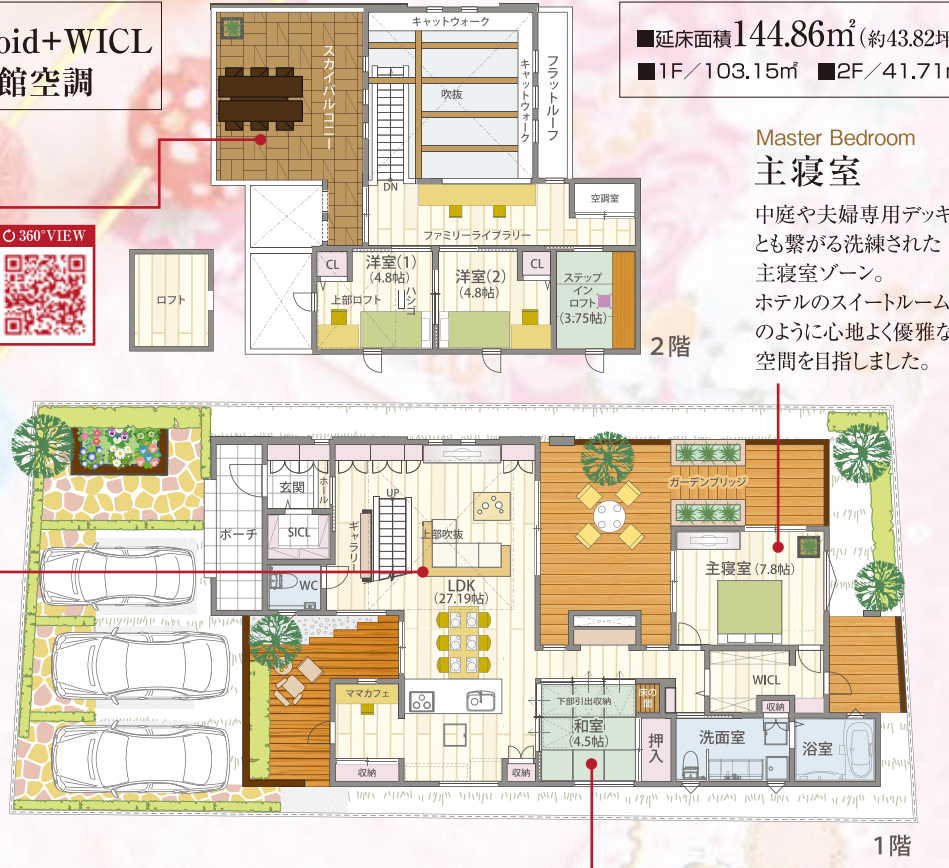 oid+WICL
館空調
360°VIEW
■延床面積144.86㎡(約43.82坪
■1F／103.15㎡ ■2F／41.71㎡
Master Bedroom
主寝室
中庭や夫婦専用デッキ
とも繋がる洗練された
主寝室ゾーン。
ホテルのスイートルーム
のように心地よく優雅な
空間を目指しました。
キャットウォーク
スカイバルコニー
吹抜
キャットウォーク
フラットルーフ
DN
空調室
ファミリーライブラリー
CL
洋室(1)
(4.8帖)
上部ロフト
ハシゴ
洋室(2)
(4.8帖)
CL
ステップ
イン
ロフト
(3.75帖)
ロフト
2階
玄関
ホール
ポーチ
SICL
WC
ギャラリー
UP
上部吹抜
LDK
(27.19帖)
ガーデンブリッジ
主寝室(7.8帖)
WICL
収納
ママカフェ
収納
収納
下部引出収納
和室
(4.5帖)
床の間
押入
洗面室
浴室
1階